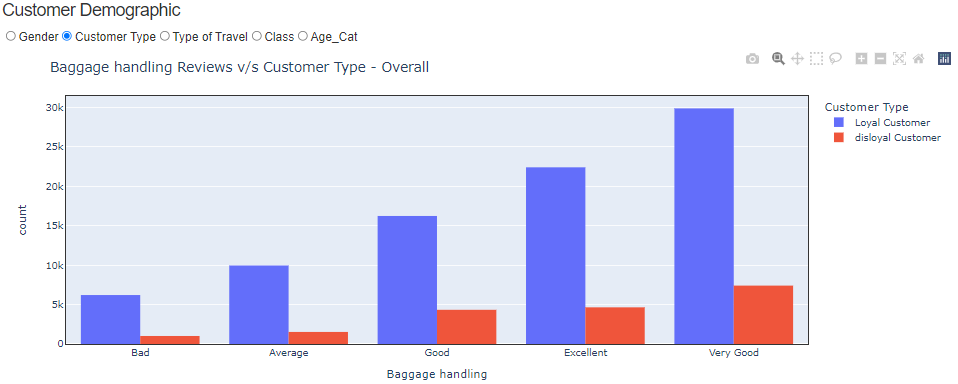 Customer Demographic
Gender Customer Type Type of Travel Class Age_Cat
Baggage handling Reviews v/s Customer Type - Overall
Customer Type
Loyal Customer
disloyal Customer
count
30k
25k
20k
15k
10k
5k
0
Bad Average Good Excellent Very Good
Baggage handling